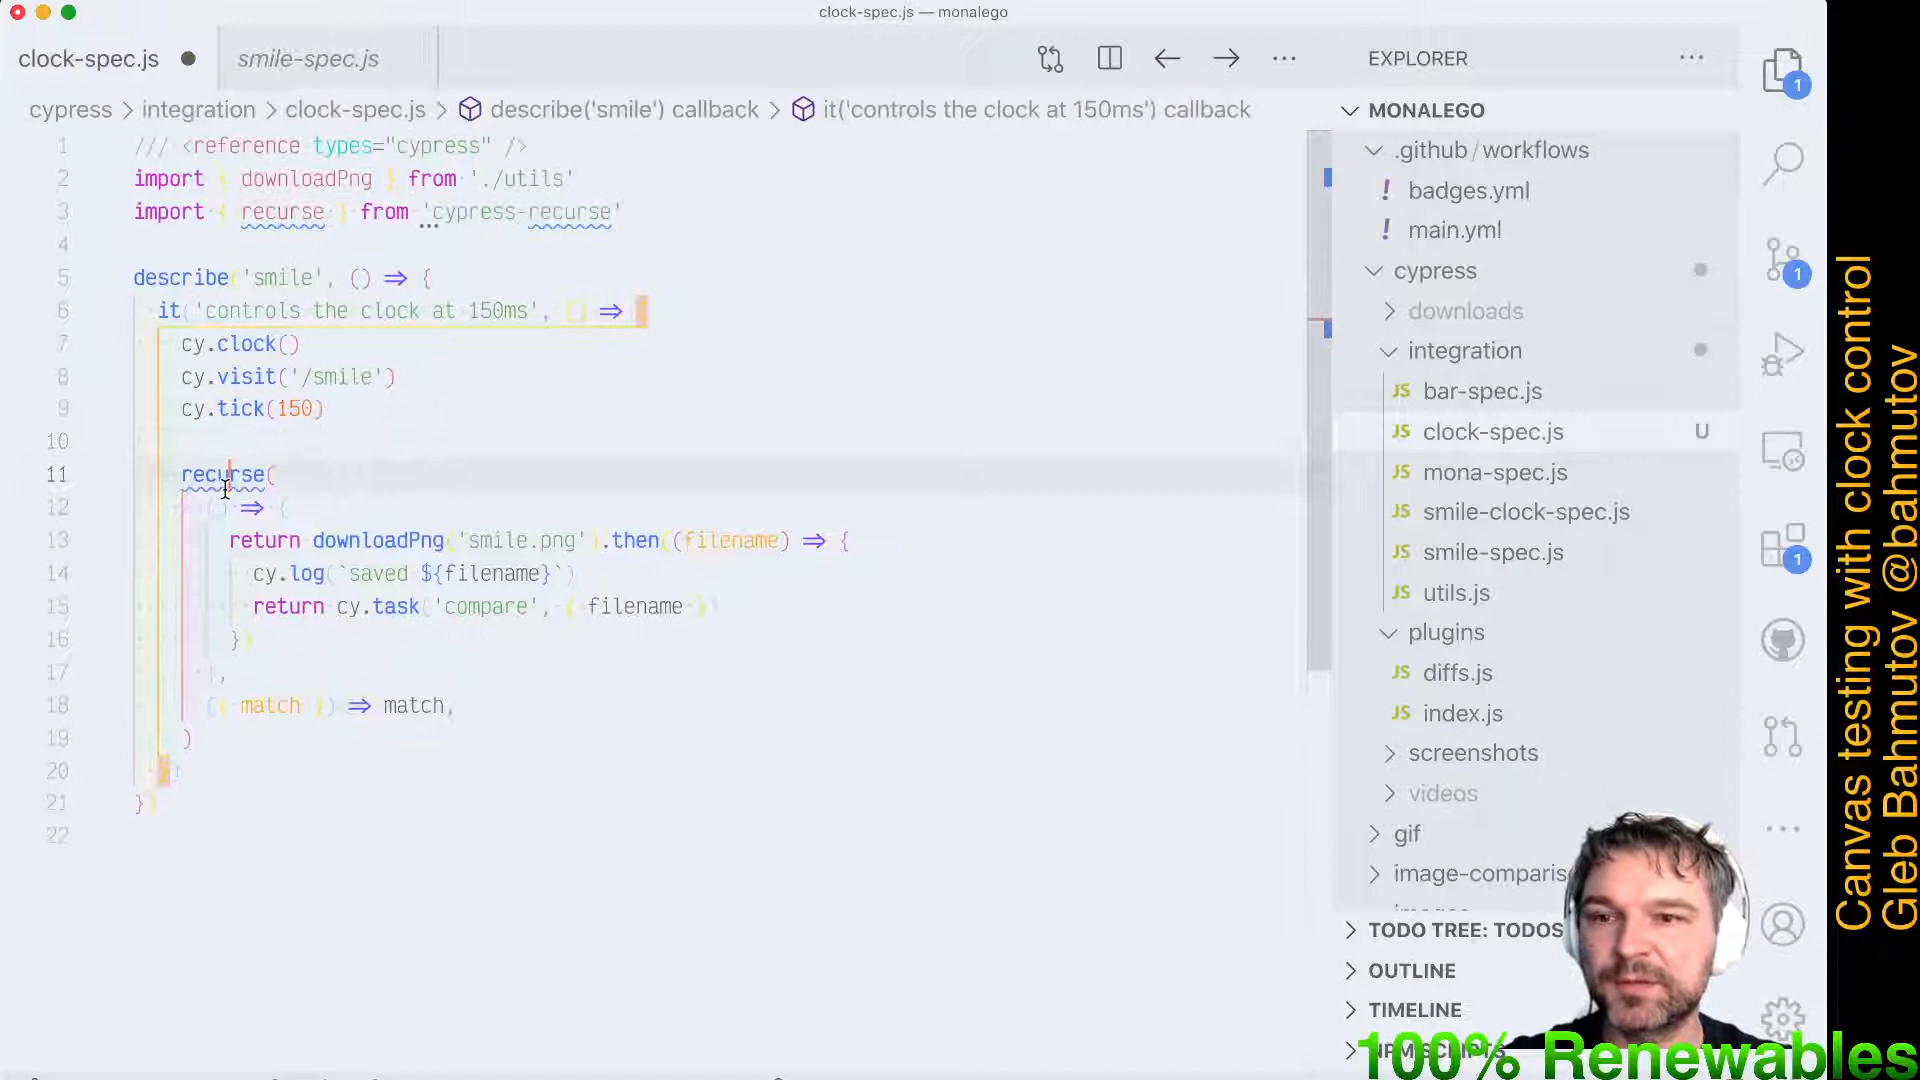 clock-spec.js — monalego
clock-spec.js
smile-spec.js
cypress > integration > clock-spec.js > describe('smile') callback > it('controls the clock at 150ms') callback
1 /// <reference types="cypress" />
2 import { downloadPng } from './utils'
3 import { recurse } from 'cypress-recurse'
4
5 describe('smile', () => {
6 it('controls the clock at 150ms', () => {
7 cy.clock()
8 cy.visit('/smile')
9 cy.tick(150)
10
11 recurse(
12 () => {
13 return downloadPng('smile.png').then((filename) => {
14 cy.log(`saved ${filename}`)
15 return cy.task('compare', { filename })
16 })
17 },
18 ({ match }) => match,
19 )
20 })
21 })
22
EXPLORER
MONALEGO
.github/workflows
! badges.yml
! main.yml
cypress
downloads
integration
JS bar-spec.js
JS clock-spec.js U
JS mona-spec.js
JS smile-clock-spec.js
JS smile-spec.js
JS utils.js
plugins
JS diffs.js
JS index.js
screenshots
videos
gif
image-comparis
TODO TREE: TODOS
OUTLINE
TIMELINE
NPM SCRIPTS
1
1
1
Canvas testing with clock control
Gleb Bahmutov @bahmutov
100% Renewables